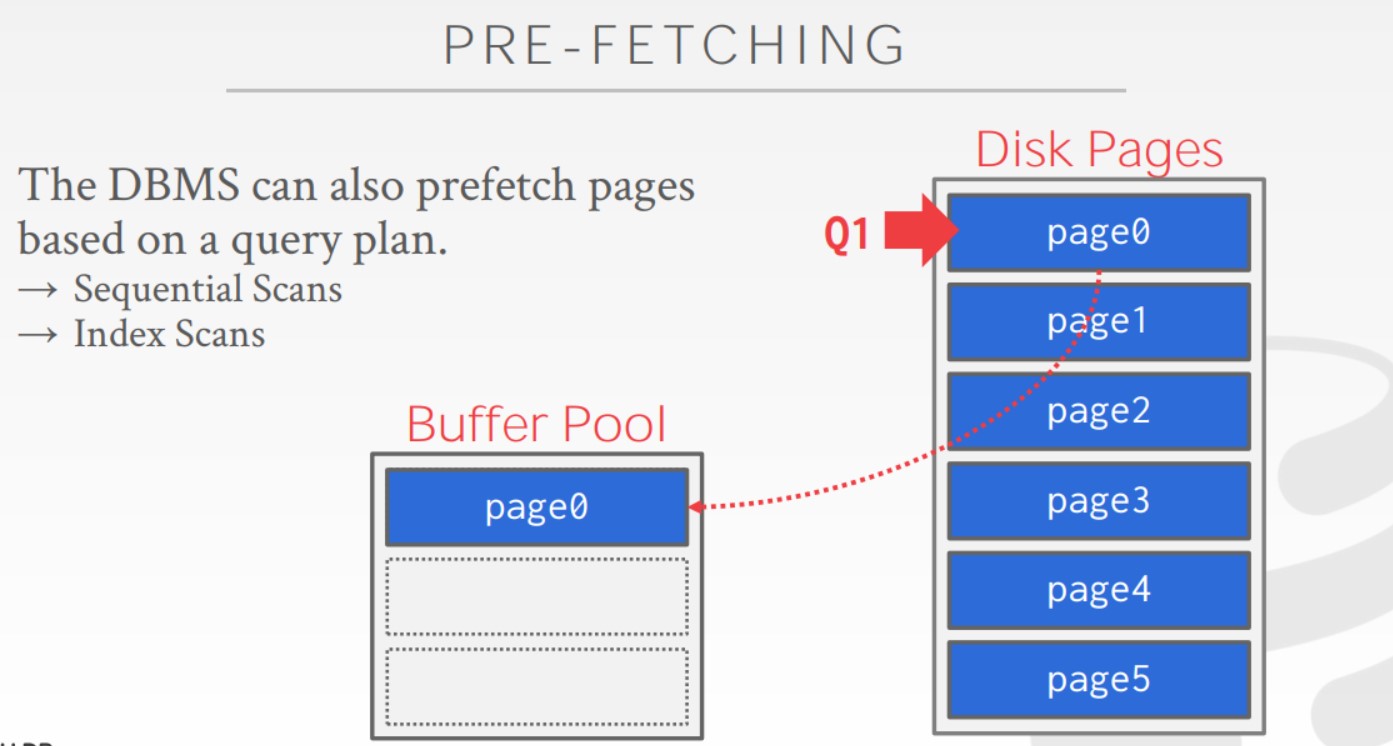 PRE-FETCHING
The DBMS can also prefetch pages
based on a query plan.
→ Sequential Scans
→ Index Scans
Buffer Pool
page0
Disk Pages
Q1
page0
page1
page2
page3
page4
page5